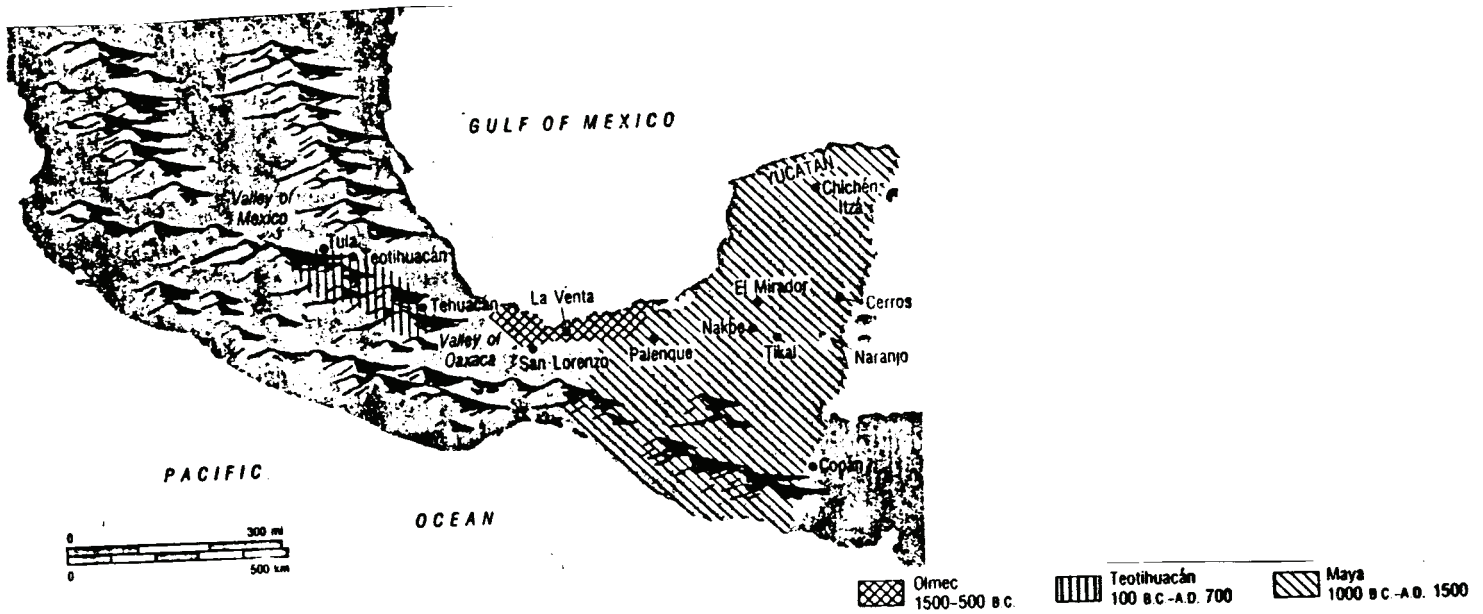 GULF OF MEXICO
YUCATAN
Chichén
Itzá
Valley of
Mexico
Tula
Teotihuacán
El Mirador
Cerros
La Venta
Tehuacán
Nakbe
Valley of
Oaxaca
San Lorenzo
Palenque
Tikal
Naranjo
Copán
PACIFIC
OCEAN
0 300 mi
0 500 km
Olmec
1500-500 B.C.
Teotihuacán
100 B.C.-A.D. 700
Maya
1000 B.C.-A.D. 1500